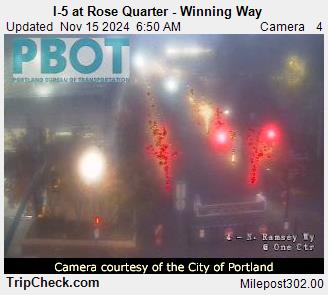 I-5 at Rose Quarter - Winning Way
Updated Nov 15 2024 6:50 AM Camera 4
PBOT
PORTLAND BUREAU OF TRANSPORTATION
4 - N. Ramsey Wy
@ One Ctr
Camera courtesy of the City of Portland
TripCheck.com Milepost302.00